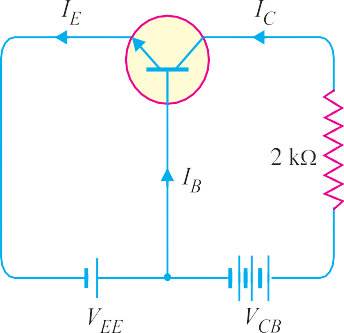 I_E I_C
2 kΩ
I_B
V_EE V_CB